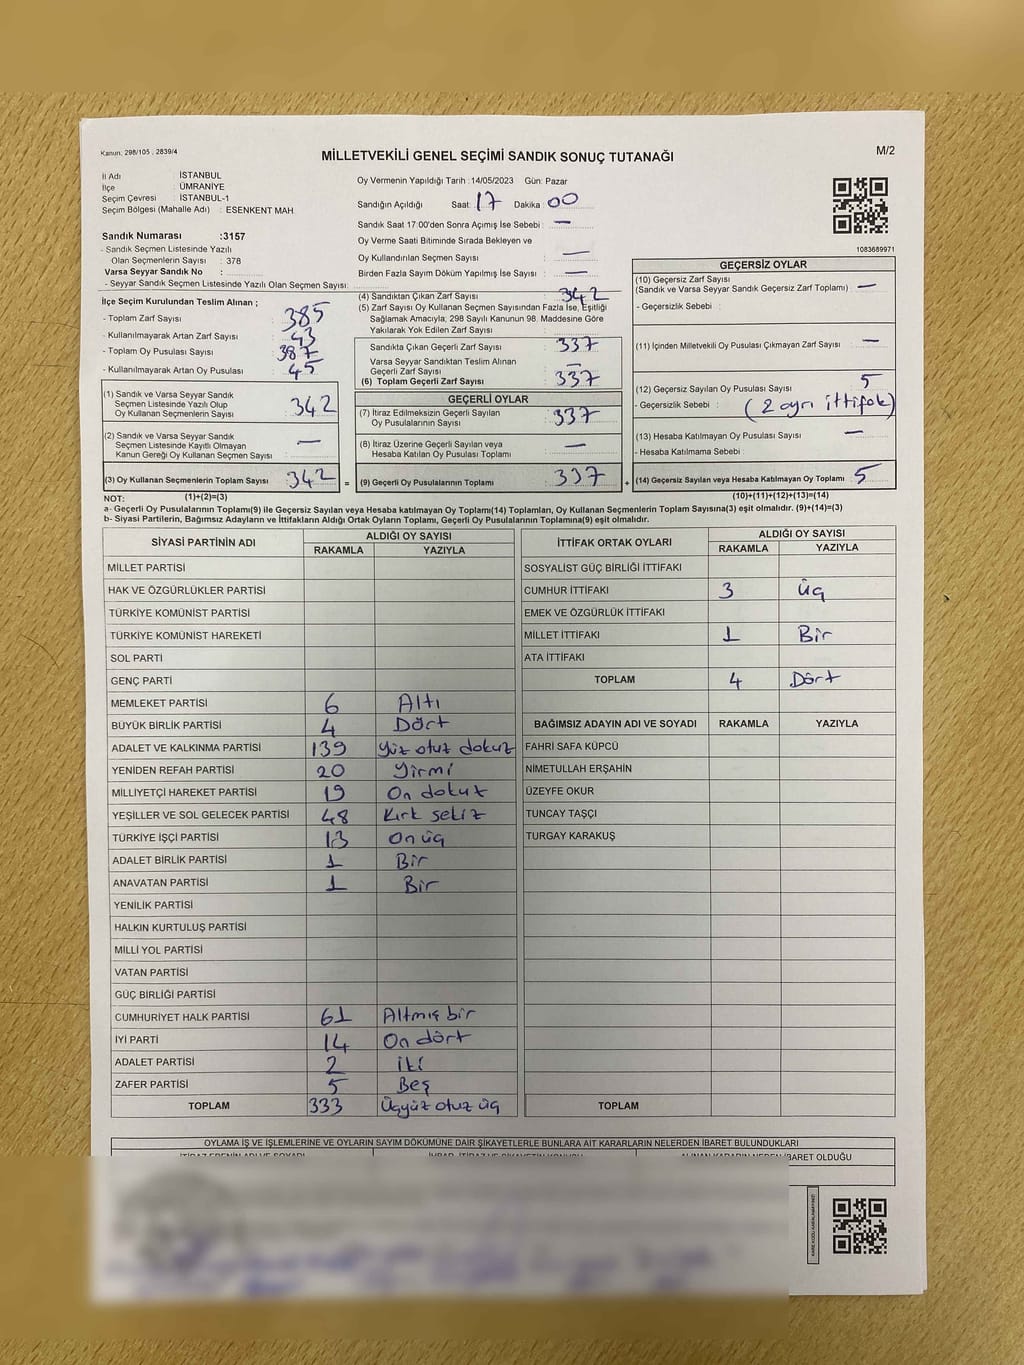 Kanun: 298/105 , 2839/4
MİLLETVEKİLİ GENEL SEÇİMİ SANDIK SONUÇ TUTANAĞI
M/2
İl Adı : İSTANBUL
İlçe : ÜMRANİYE
Seçim Çevresi : İSTANBUL-1
Seçim Bölgesi (Mahalle Adı) : ESENKENT MAH.
Sandık Numarası :3157
- Sandık Seçmen Listesinde Yazılı
Olan Seçmenlerin Sayısı : 378
Varsa Seyyar Sandık No :
- Seyyar Sandık Seçmen Listesinde Yazılı Olan Seçmen Sayısı:
Oy Vermenin Yapıldığı Tarih :14/05/2023 Gün: Pazar
Sandığın Açıldığı Saat: 17 Dakika: 00
Sandık Saat 17:00'den Sonra Açımış İse Sebebi : —
Oy Verme Saati Bitiminde Sırada Bekleyen ve
Oy Kullandırılan Seçmen Sayısı : —
Birden Fazla Sayım Döküm Yapılmış İse Sayısı : —
1083689971
İlçe Seçim Kurulundan Teslim Alınan ;
- Toplam Zarf Sayısı : 385
- Kullanılmayarak Artan Zarf Sayısı : 43
- Toplam Oy Pusulası Sayısı : 387
- Kullanılmayarak Artan Oy Pusulası : 45
(1) Sandık ve Varsa Seyyar Sandık
Seçmen Listesinde Yazılı Olup
Oy Kullanan Seçmenlerin Sayısı : 342
(2) Sandık ve Varsa Seyyar Sandık
Seçmen Listesinde Kayıtlı Olmayan
Kanun Gereği Oy Kullanan Seçmen Sayısı : —
(3) Oy Kullanan Seçmenlerin Toplam Sayısı : 342 =
(4) Sandıktan Çıkan Zarf Sayısı : 342
(5) Zarf Sayısı Oy Kullanan Seçmen Sayısından Fazla İse, Eşitliği
Sağlamak Amacıyla; 298 Sayılı Kanunun 98. Maddesine Göre
Yakılarak Yok Edilen Zarf Sayısı :
Sandıkta Çıkan Geçerli Zarf Sayısı : 337
Varsa Seyyar Sandıktan Teslim Alınan
Geçerli Zarf Sayısı : —
(6) Toplam Geçerli Zarf Sayısı : 337
GEÇERLİ OYLAR
(7) İtiraz Edilmeksizin Geçerli Sayılan
Oy Pusulalarının Sayısı : 337
(8) İtiraz Üzerine Geçerli Sayılan veya
Hesaba Katılan Oy Pusulası Toplamı : —
(9) Geçerli Oy Pusulalarının Toplamı : 337 +
GEÇERSİZ OYLAR
(10) Geçersiz Zarf Sayısı
(Sandık ve Varsa Seyyar Sandık Geçersiz Zarf Toplamı) : —
- Geçersizlik Sebebi :
(11) İçinden Milletvekili Oy Pusulası Çıkmayan Zarf Sayısı : —
(12) Geçersiz Sayılan Oy Pusulası Sayısı : 5
- Geçersizlik Sebebi : (2 ayrı ittifak)
(13) Hesaba Katılmayan Oy Pusulası Sayısı : —
- Hesaba Katılmama Sebebi :
(14) Geçersiz Sayılan veya Hesaba Katılmayan Oy Toplamı : 5
NOT: (1)+(2)=(3) (10)+(11)+(12)+(13)=(14)
a- Geçerli Oy Pusulalarının Toplamı(9) ile Geçersiz Sayılan veya Hesaba katılmayan Oy Toplamı(14) Toplamları, Oy Kullanan Seçmenlerin Toplam Sayısına(3) eşit olmalıdır. (9)+(14)=(3)
b- Siyasi Partilerin, Bağımsız Adayların ve İttifakların Aldığı Ortak Oyların Toplamı, Geçerli Oy Pusulalarının Toplamına(9) eşit olmalıdır.
SİYASİ PARTİNİN ADI ALDIĞI OY SAYISI
RAKAMLA YAZIYLA
MİLLET PARTİSİ
HAK VE ÖZGÜRLÜKLER PARTİSİ
TÜRKİYE KOMÜNİST PARTİSİ
TÜRKİYE KOMÜNİST HAREKETİ
SOL PARTİ
GENÇ PARTİ
MEMLEKET PARTİSİ 6 Altı
BÜYÜK BİRLİK PARTİSİ 4 Dört
ADALET VE KALKINMA PARTİSİ 139 Yüz otuz dokuz
YENİDEN REFAH PARTİSİ 20 Yirmi
MİLLİYETÇİ HAREKET PARTİSİ 19 On dokuz
YEŞİLLER VE SOL GELECEK PARTİSİ 48 Kırk sekiz
TÜRKİYE İŞÇİ PARTİSİ 13 On üç
ADALET BİRLİK PARTİSİ 1 Bir
ANAVATAN PARTİSİ 1 Bir
YENİLİK PARTİSİ
HALKIN KURTULUŞ PARTİSİ
MİLLİ YOL PARTİSİ
VATAN PARTİSİ
GÜÇ BİRLİĞİ PARTİSİ
CUMHURİYET HALK PARTİSİ 61 Altmış bir
İYİ PARTİ 14 On dört
ADALET PARTİSİ 2 İki
ZAFER PARTİSİ 5 Beş
TOPLAM 333 Üçyüz otuz üç
İTTİFAK ORTAK OYLARI ALDIĞI OY SAYISI
RAKAMLA YAZIYLA
SOSYALİST GÜÇ BİRLİĞİ İTTİFAKI
CUMHUR İTTİFAKI 3 Üç
EMEK VE ÖZGÜRLÜK İTTİFAKI
MİLLET İTTİFAKI 1 Bir
ATA İTTİFAKI
TOPLAM 4 Dört
BAĞIMSIZ ADAYIN ADI VE SOYADI RAKAMLA YAZIYLA
FAHRİ SAFA KÜPCÜ
NİMETULLAH ERŞAHİN
ÜZEYFE OKUR
TUNCAY TAŞÇI
TURGAY KARAKUŞ
TOPLAM
OYLAMA İŞ VE İŞLEMLERİNE VE OYLARIN SAYIM DÖKÜMÜNE DAİR ŞİKAYETLERLE BUNLARA AİT KARARLARIN NELERDEN İBARET BULUNDUKLARI
İTİRAZ EDENİN ADI VE SOYADI İHBAR, İTİRAZ VE ŞİKAYETİN KONUSU ALINAN KARARIN NEDEN İBARET OLDUĞU